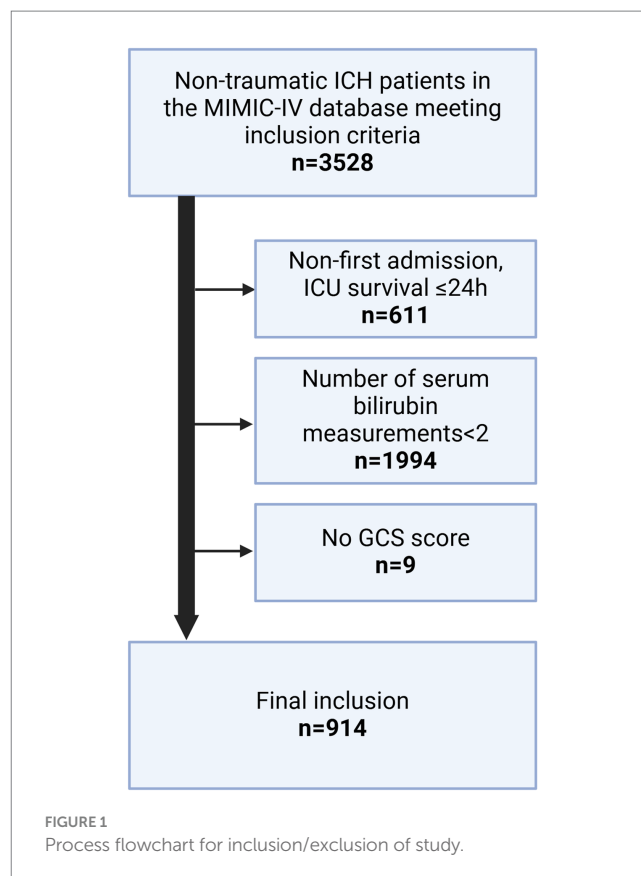 Non-traumatic ICH patients in
the MIMIC-IV database meeting
inclusion criteria
n=3528
Non-first admission,
ICU survival ≤24h
n=611
Number of serum
bilirubin
measurements<2
n=1994
No GCS score
n=9
Final inclusion
n=914
FIGURE 1
Process flowchart for inclusion/exclusion of study.